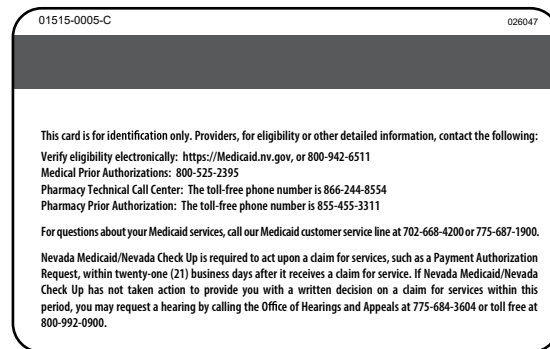 01515-0005-C 026047
This card is for identification only. Providers, for eligibility or other detailed information, contact the following:
Verify eligibility electronically: https://Medicaid.nv.gov, or 800-942-6511
Medical Prior Authorizations: 800-525-2395
Pharmacy Technical Call Center: The toll-free phone number is 866-244-8554
Pharmacy Prior Authorization: The toll-free phone number is 855-455-3311
For questions about your Medicaid services, call our Medicaid customer service line at 702-668-4200 or 775-687-1900.
Nevada Medicaid/Nevada Check Up is required to act upon a claim for services, such as a Payment Authorization
Request, within twenty-one (21) business days after it receives a claim for service. If Nevada Medicaid/Nevada
Check Up has not taken action to provide you with a written decision on a claim for services within this
period, you may request a hearing by calling the Office of Hearings and Appeals at 775-684-3604 or toll free at
800-992-0900.